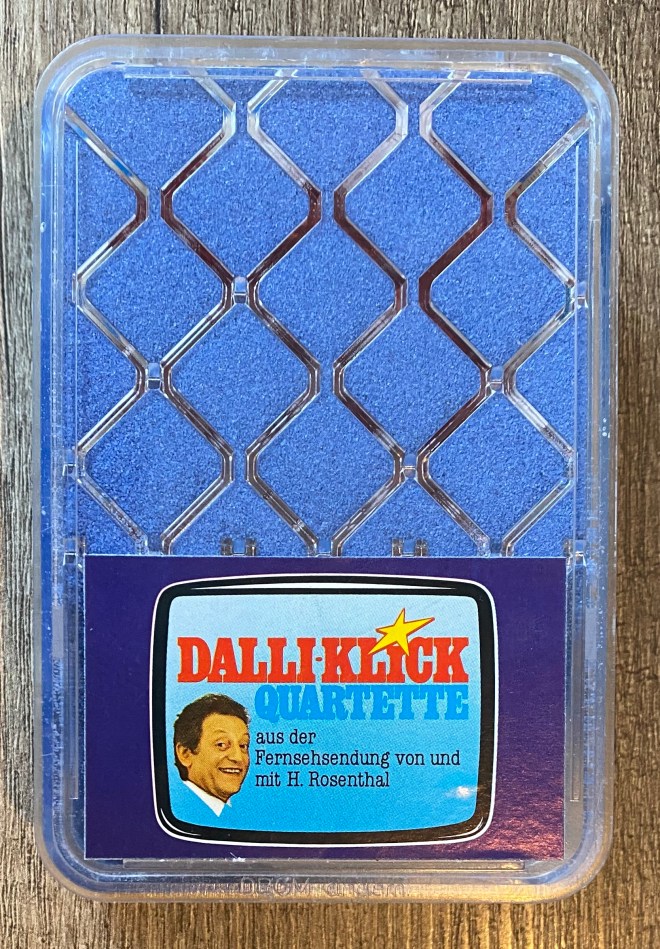 DALLI-KLICK
QUARTETTE
aus der
Fernsehsendung von und
mit H. Rosenthal